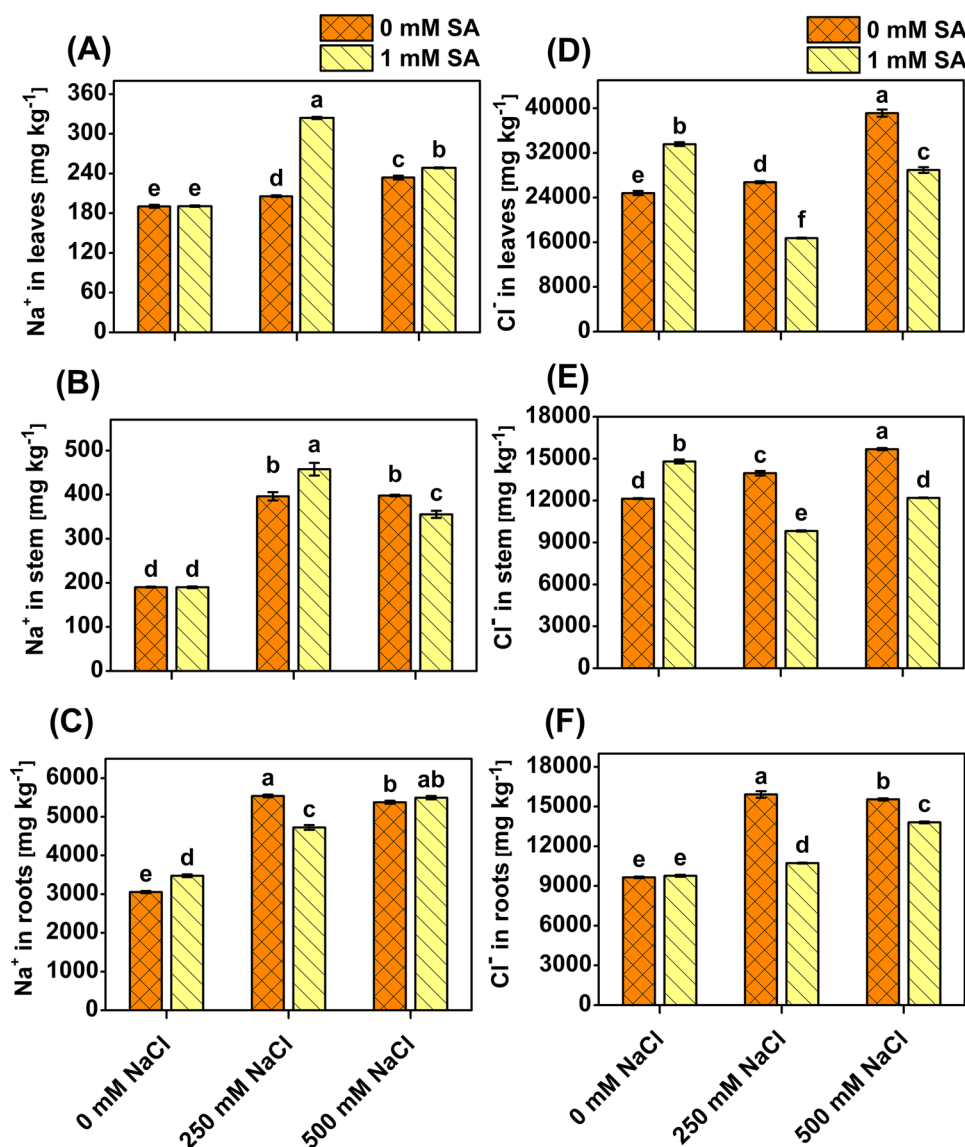 (A)
0 mM SA
1 mM SA
Na⁺ in leaves [mg kg⁻¹]
360
300
240
180
120
60
0
e e d a c b
(D)
0 mM SA
1 mM SA
Cl⁻ in leaves [mg kg⁻¹]
40000
32000
24000
16000
8000
0
e b d f a c
(B)
Na⁺ in stem [mg kg⁻¹]
500
400
300
200
100
0
d d b a b c
(E)
Cl⁻ in stem [mg kg⁻¹]
18000
15000
12000
9000
6000
3000
0
d b c e a d
(C)
Na⁺ in roots [mg kg⁻¹]
6000
5000
4000
3000
2000
1000
0
e d a c b ab
0 mM NaCl
250 mM NaCl
500 mM NaCl
(F)
Cl⁻ in roots [mg kg⁻¹]
18000
15000
12000
9000
6000
3000
0
e e a d b c
0 mM NaCl
250 mM NaCl
500 mM NaCl